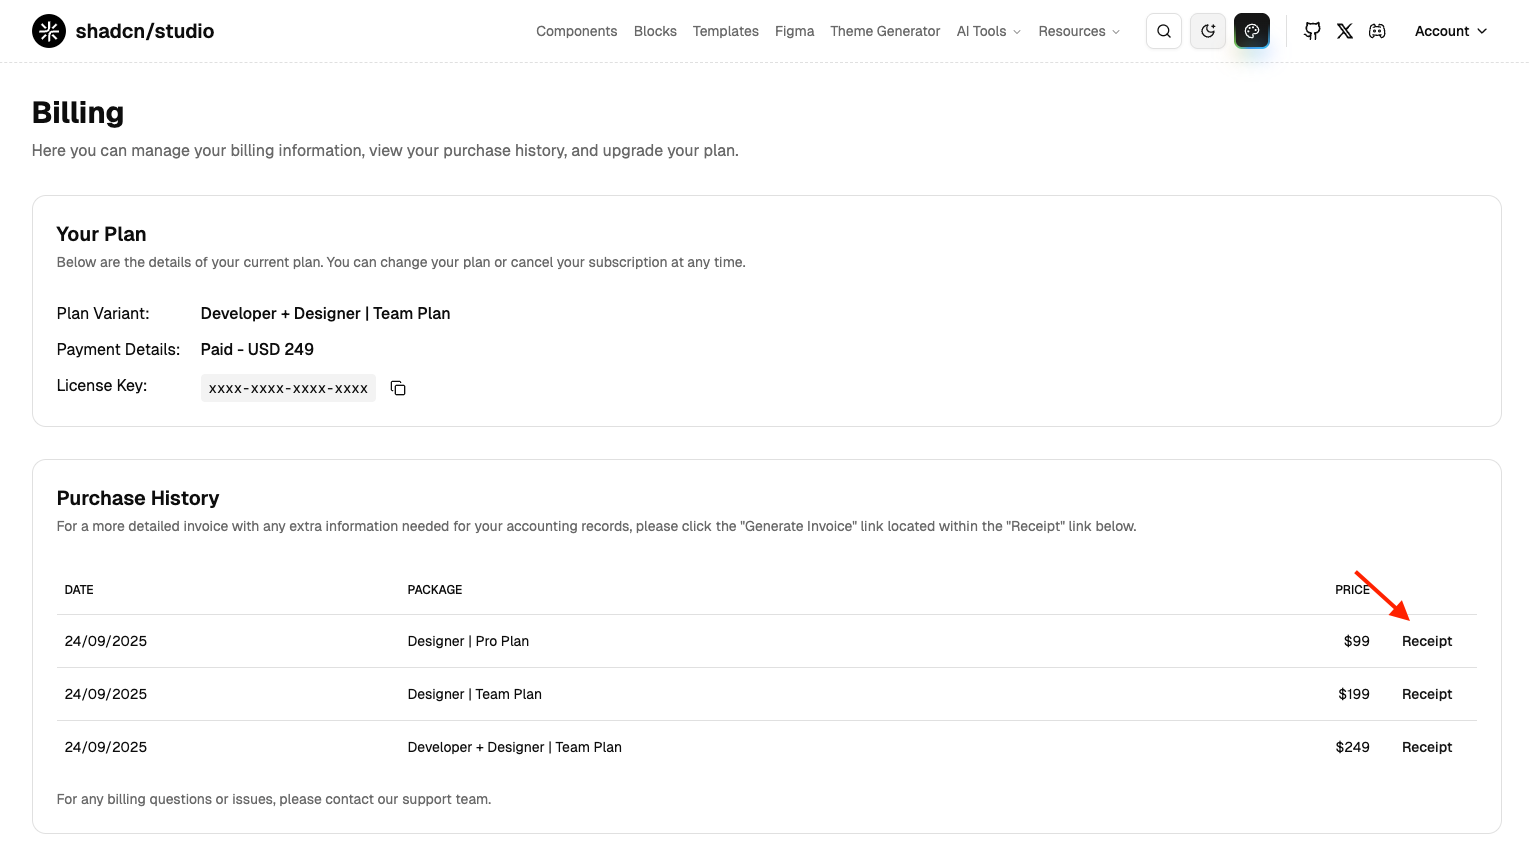 shadcn/studio
Components Blocks Templates Figma Theme Generator AI Tools Resources Account
Billing
Here you can manage your billing information, view your purchase history, and upgrade your plan.
Your Plan
Below are the details of your current plan. You can change your plan or cancel your subscription at any time.
Plan Variant: Developer + Designer | Team Plan
Payment Details: Paid - USD 249
License Key: xxxx-xxxx-xxxx-xxxx
Purchase History
For a more detailed invoice with any extra information needed for your accounting records, please click the "Generate Invoice" link located within the "Receipt" link below.
DATE PACKAGE PRICE
24/09/2025 Designer | Pro Plan $99 Receipt
24/09/2025 Designer | Team Plan $199 Receipt
24/09/2025 Developer + Designer | Team Plan $249 Receipt
For any billing questions or issues, please contact our support team.